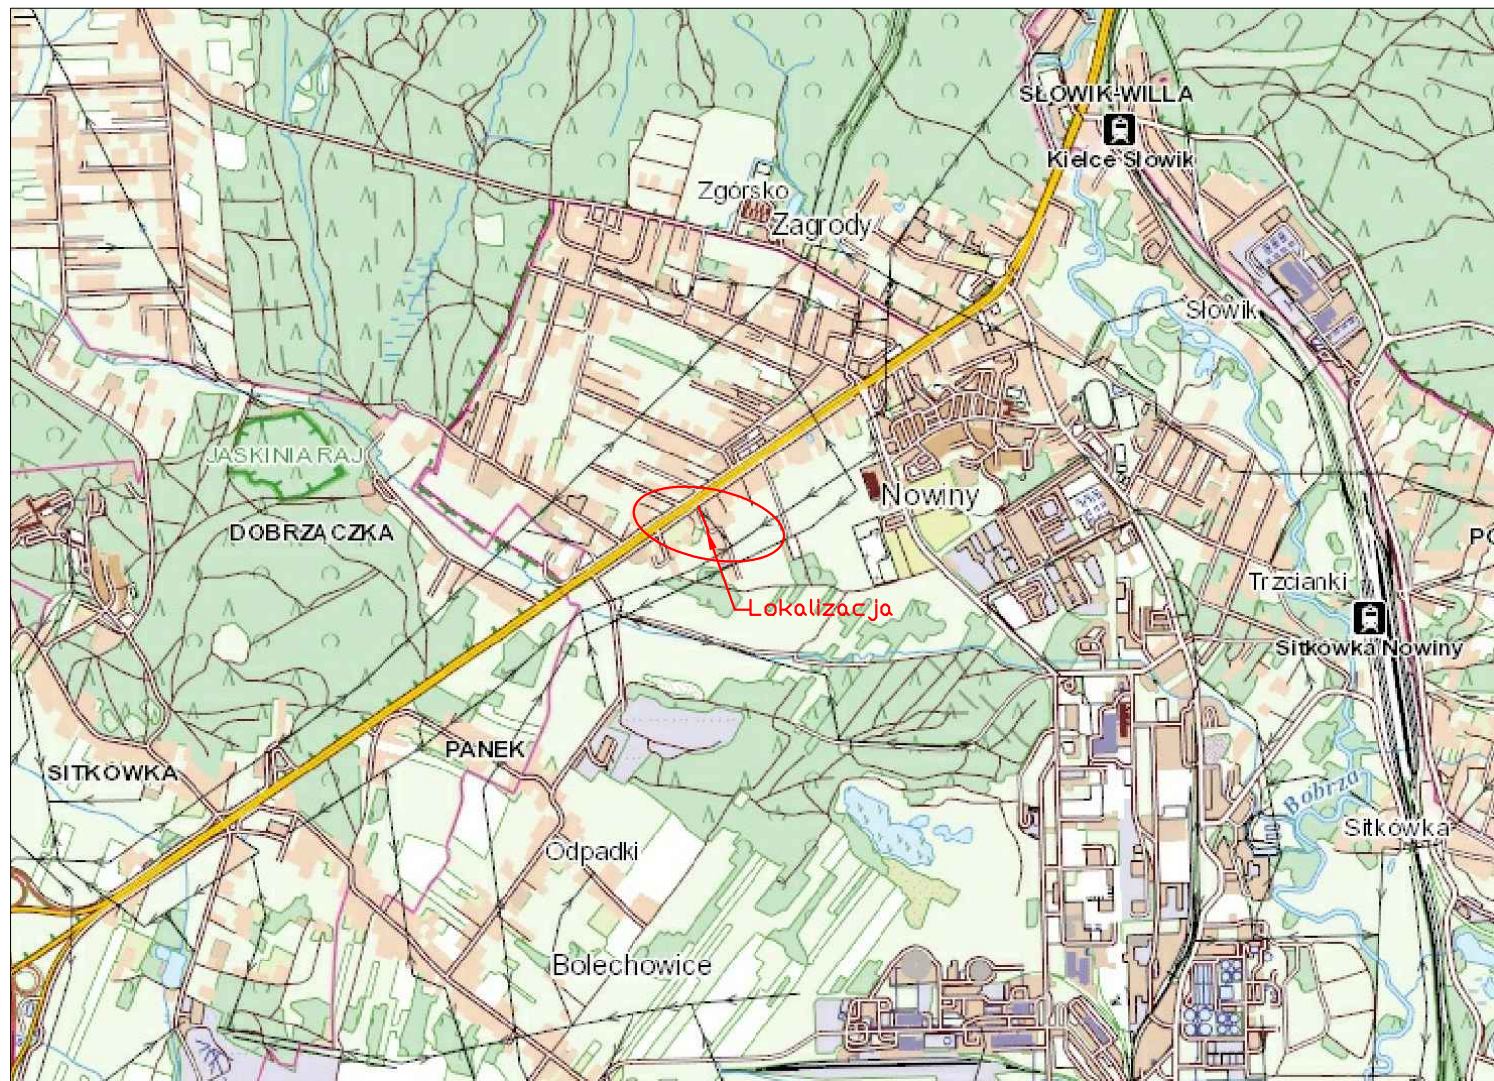 SŁOWIK-WILLA
Kielce Słowik
Zgórsko
Zagrody
Słowik
JASKINIA RAJ
Nowiny
DOBRZĄCZKA
Trzcianki
Lokalizacja
Sitkówka Nowiny
PANEK
SITKÓWKA
Bobrza
Sitkówka
Odpadki
Bolechowice